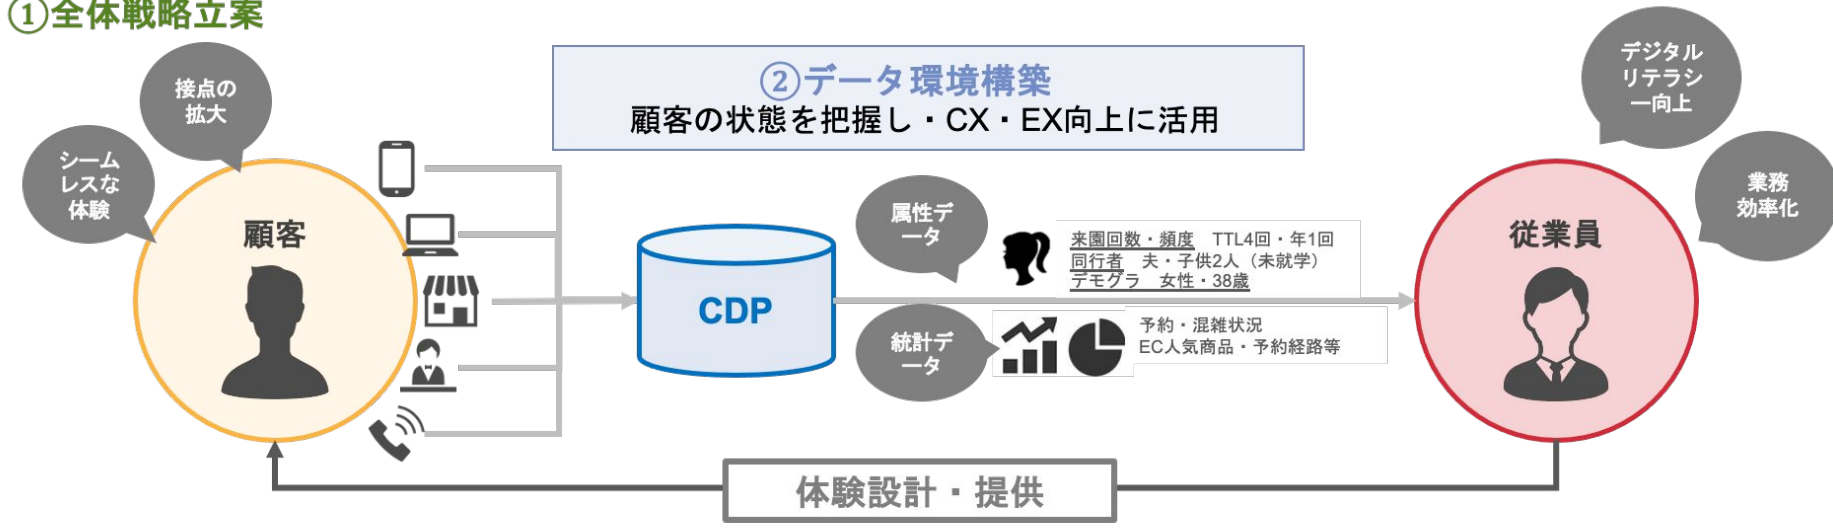 ①全体戦略立案
接点の
拡大
シーム
レスな
体験
顧客
②データ環境構築
顧客の状態を把握し・CX・EX向上に活用
CDP
属性デ
ータ
来園回数・頻度 TTL4回・年1回
同行者 夫・子供2人（未就学）
デモグラ 女性・38歳
統計デ
ータ
予約・混雑状況
EC人気商品・予約経路等
デジタル
リテラシ
ー向上
業務
効率化
従業員
体験設計・提供